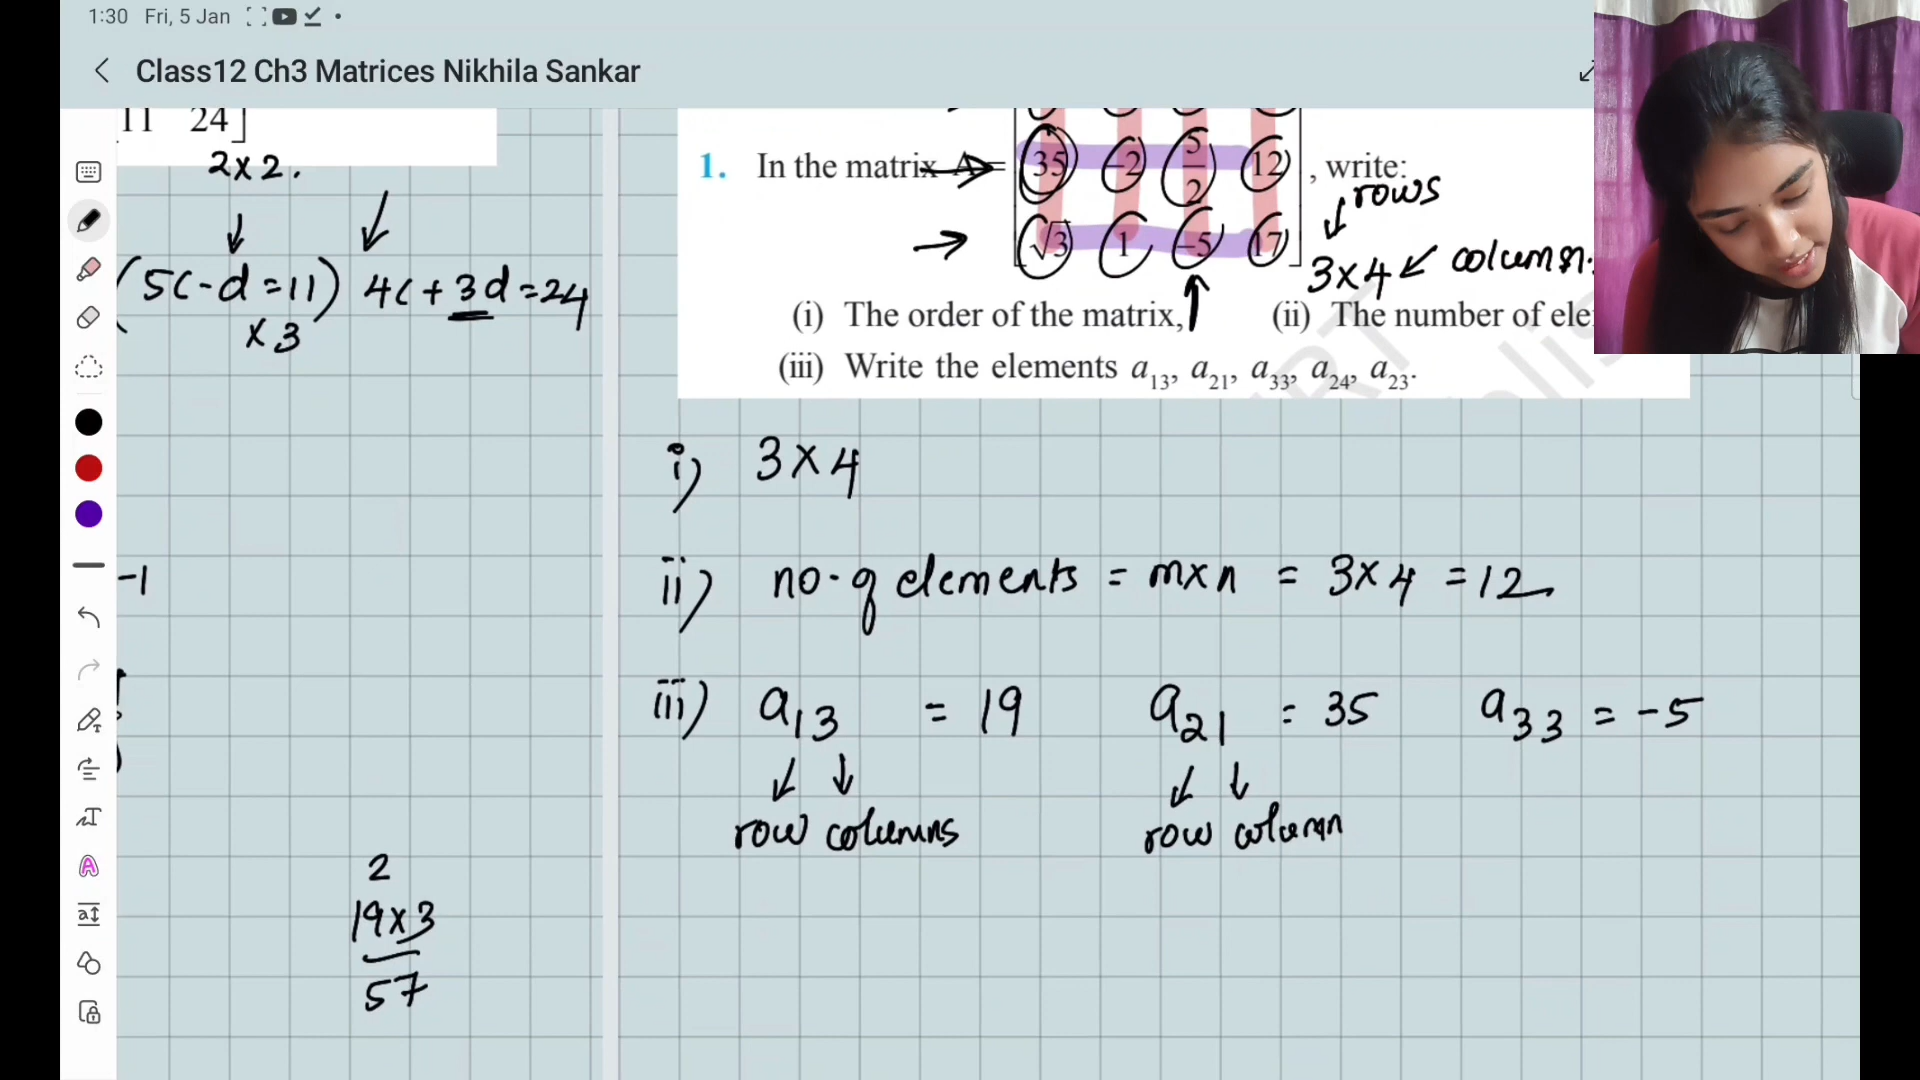 1:30 Fri, 5 Jan
Class12 Ch3 Matrices Nikhila Sankar
11 24]
2x2.
(5c-d=11) 4c+3d=24
x3
-1
2
19x3
57
1. In the matrix A = [35 -2 5/2 12
√3 1 -5 17] , write:
rows
3x4 column.
(i) The order of the matrix, (ii) The number of ele
(iii) Write the elements a13, a21, a33, a24, a23.
i) 3x4
ii) no. of elements = mxn = 3x4 = 12
iii) a13 = 19 a21 = 35 a33 = -5
row columns row column